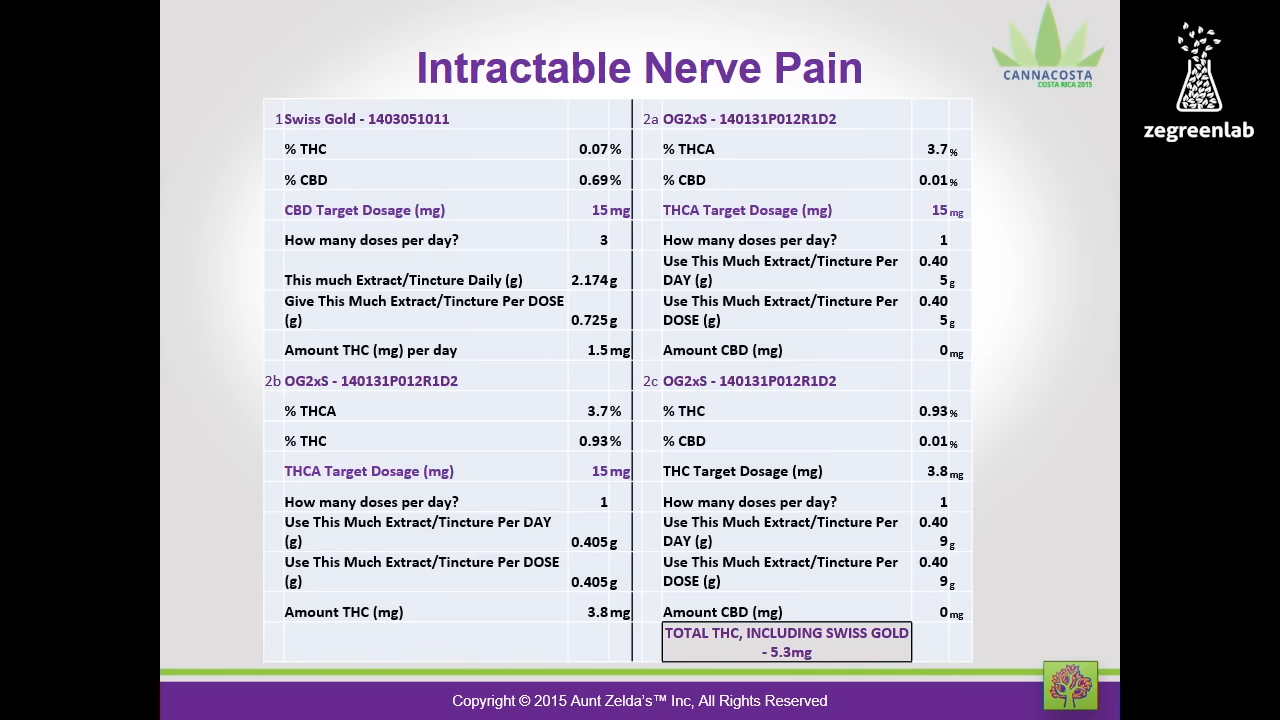 Intractable Nerve Pain
CANNACOSTA
COSTA RICA 2015
zegreenlab
1 Swiss Gold - 1403051011
% THC 0.07 %
% CBD 0.69 %
CBD Target Dosage (mg) 15 mg
How many doses per day? 3
This much Extract/Tincture Daily (g) 2.174 g
Give This Much Extract/Tincture Per DOSE
(g) 0.725 g
Amount THC (mg) per day 1.5 mg
2a OG2xS - 140131P012R1D2
% THCA 3.7 %
% CBD 0.01 %
THCA Target Dosage (mg) 15 mg
How many doses per day? 1
Use This Much Extract/Tincture Per 0.40
DAY (g) 5 g
Use This Much Extract/Tincture Per 0.40
DOSE (g) 5 g
Amount CBD (mg) 0 mg
2b OG2xS - 140131P012R1D2
% THCA 3.7 %
% THC 0.93 %
THCA Target Dosage (mg) 15 mg
How many doses per day? 1
Use This Much Extract/Tincture Per DAY
(g) 0.405 g
Use This Much Extract/Tincture Per DOSE
(g) 0.405 g
Amount THC (mg) 3.8 mg
2c OG2xS - 140131P012R1D2
% THC 0.93 %
% CBD 0.01 %
THC Target Dosage (mg) 3.8 mg
How many doses per day? 1
Use This Much Extract/Tincture Per 0.40
DAY (g) 9 g
Use This Much Extract/Tincture Per 0.40
DOSE (g) 9 g
Amount CBD (mg) 0 mg
TOTAL THC, INCLUDING SWISS GOLD
- 5.3mg
Copyright © 2015 Aunt Zelda's™ Inc, All Rights Reserved